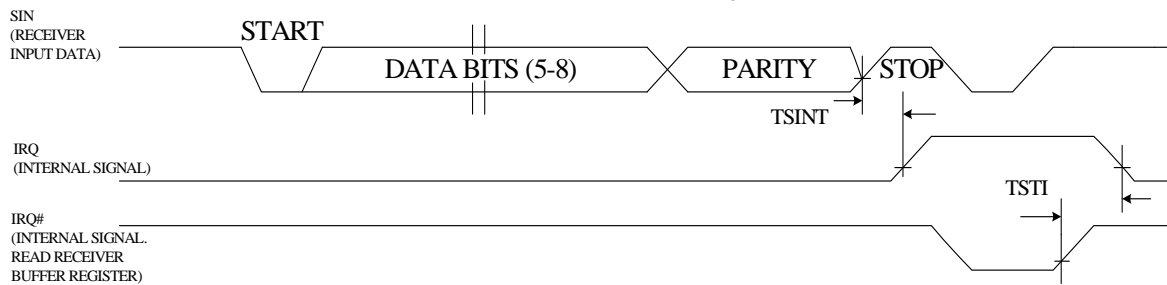 SIN
(RECEIVER
INPUT DATA)
START
DATA BITS (5-8)
PARITY
STOP
TSINT
IRQ
(INTERNAL SIGNAL)
TSTI
IRQ#
(INTERNAL SIGNAL.
READ RECEIVER
BUFFER REGISTER)